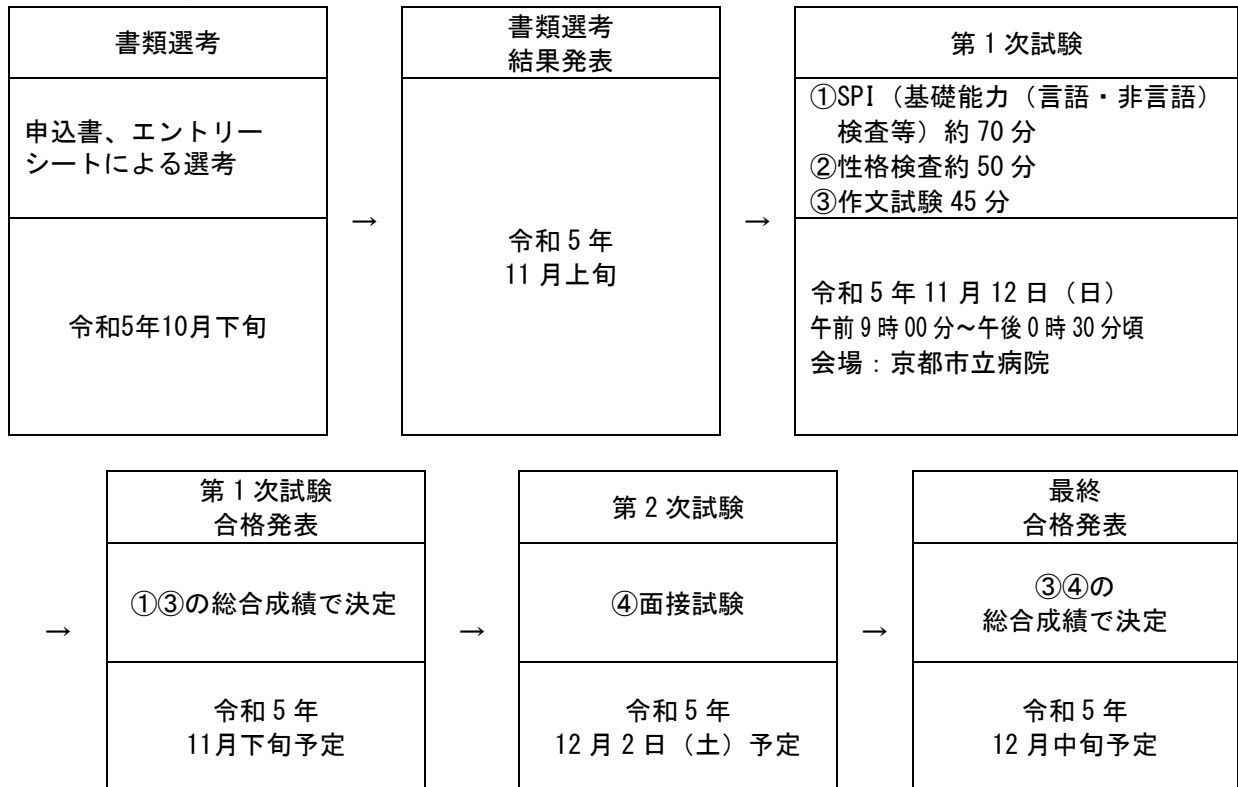 書類選考
申込書、エントリー
シートによる選考
令和5年10月下旬
→
書類選考
結果発表
令和５年
11月上旬
→
第１次試験
①SPI（基礎能力（言語・非言語）
検査等）約70分
②性格検査約50分
③作文試験45分
令和５年11月12日（日）
午前９時00分～午後０時30分頃
会場：京都市立病院
→
第１次試験
合格発表
①③の総合成績で決定
令和５年
11月下旬予定
→
第２次試験
④面接試験
令和５年
12月２日（土）予定
→
最終
合格発表
③④の
総合成績で決定
令和５年
12月中旬予定